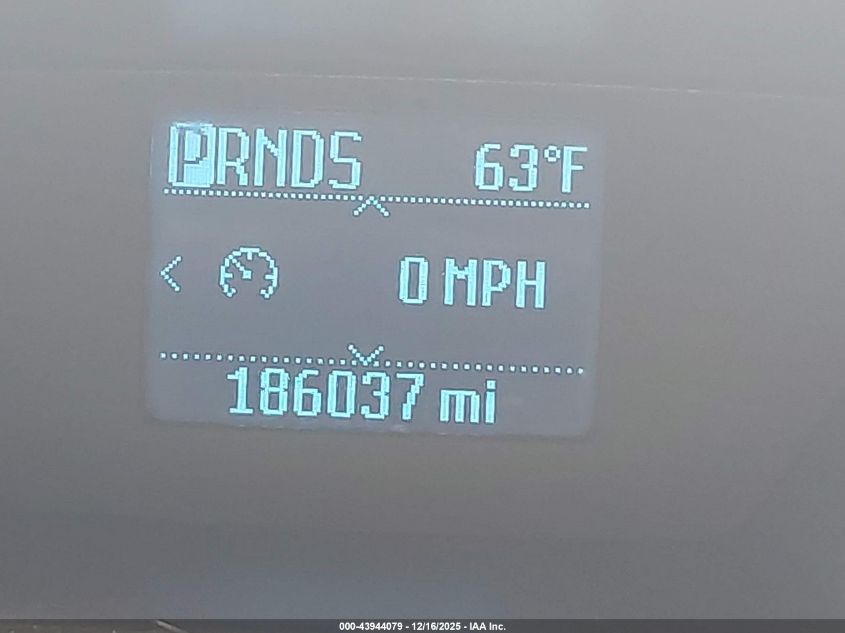 PRNDS 63°F
0 MPH
186037 mi
000-43944079 - 12/16/2025 - IAA Inc.